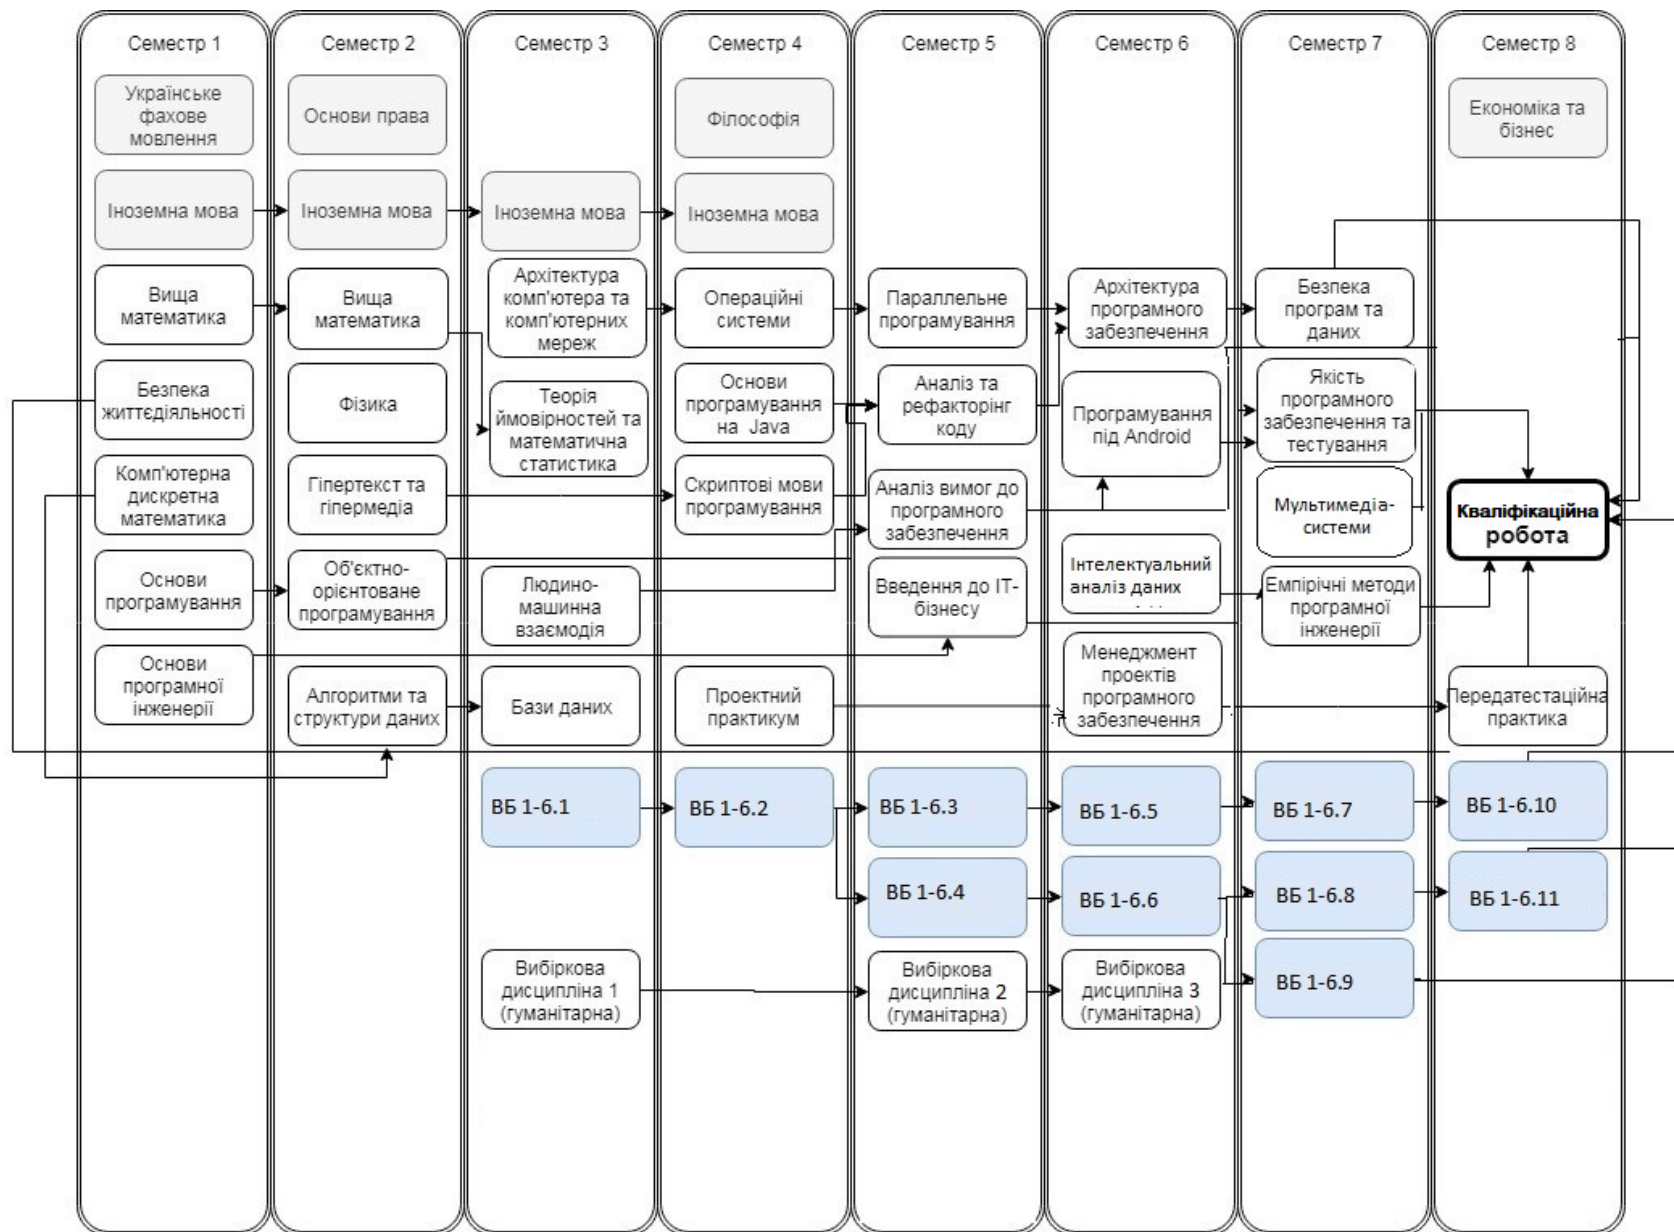 Семестр 1
Українське
фахове
мовлення
Іноземна мова
Вища
математика
Безпека
життєдіяльності
Комп'ютерна
дискретна
математика
Основи
програмування
Основи
програмної
інженерії
Семестр 2
Основи права
Іноземна мова
Вища
математика
Фізика
Гіпертекст та
гіпермедіа
Об'єктно-
орієнтоване
програмування
Алгоритми та
структури даних
Семестр 3
Іноземна мова
Архітектура
комп'ютера та
комп'ютерних
мереж
Теорія
ймовірностей та
математична
статистика
Людино-
машинна
взаємодія
Бази даних
ВБ 1-6.1
Вибіркова
дисципліна 1
(гуманітарна)
Семестр 4
Філософія
Іноземна мова
Операційні
системи
Основи
програмування
на Java
Скриптові мови
програмування
Проектний
практикум
ВБ 1-6.2
Семестр 5
Параллельне
програмування
Аналіз та
рефакторінг
коду
Аналіз вимог до
програмного
забезпечення
Введення до ІТ-
бізнесу
ВБ 1-6.3
ВБ 1-6.4
Вибіркова
дисципліна 2
(гуманітарна)
Семестр 6
Архітектура
програмного
забезпечення
Програмування
під Android
Інтелектуальний
аналіз даних
Менеджмент
проектів
програмного
забезпечення
ВБ 1-6.5
ВБ 1-6.6
Вибіркова
дисципліна 3
(гуманітарна)
Семестр 7
Безпека
програм та
даних
Якість
програмного
забезпечення та
тестування
Мультимедіа-
системи
Емпірічні методи
програмної
інженерії
ВБ 1-6.7
ВБ 1-6.8
ВБ 1-6.9
Семестр 8
Економіка та
бізнес
Кваліфікаційна
робота
Передатестаційна
практика
ВБ 1-6.10
ВБ 1-6.11